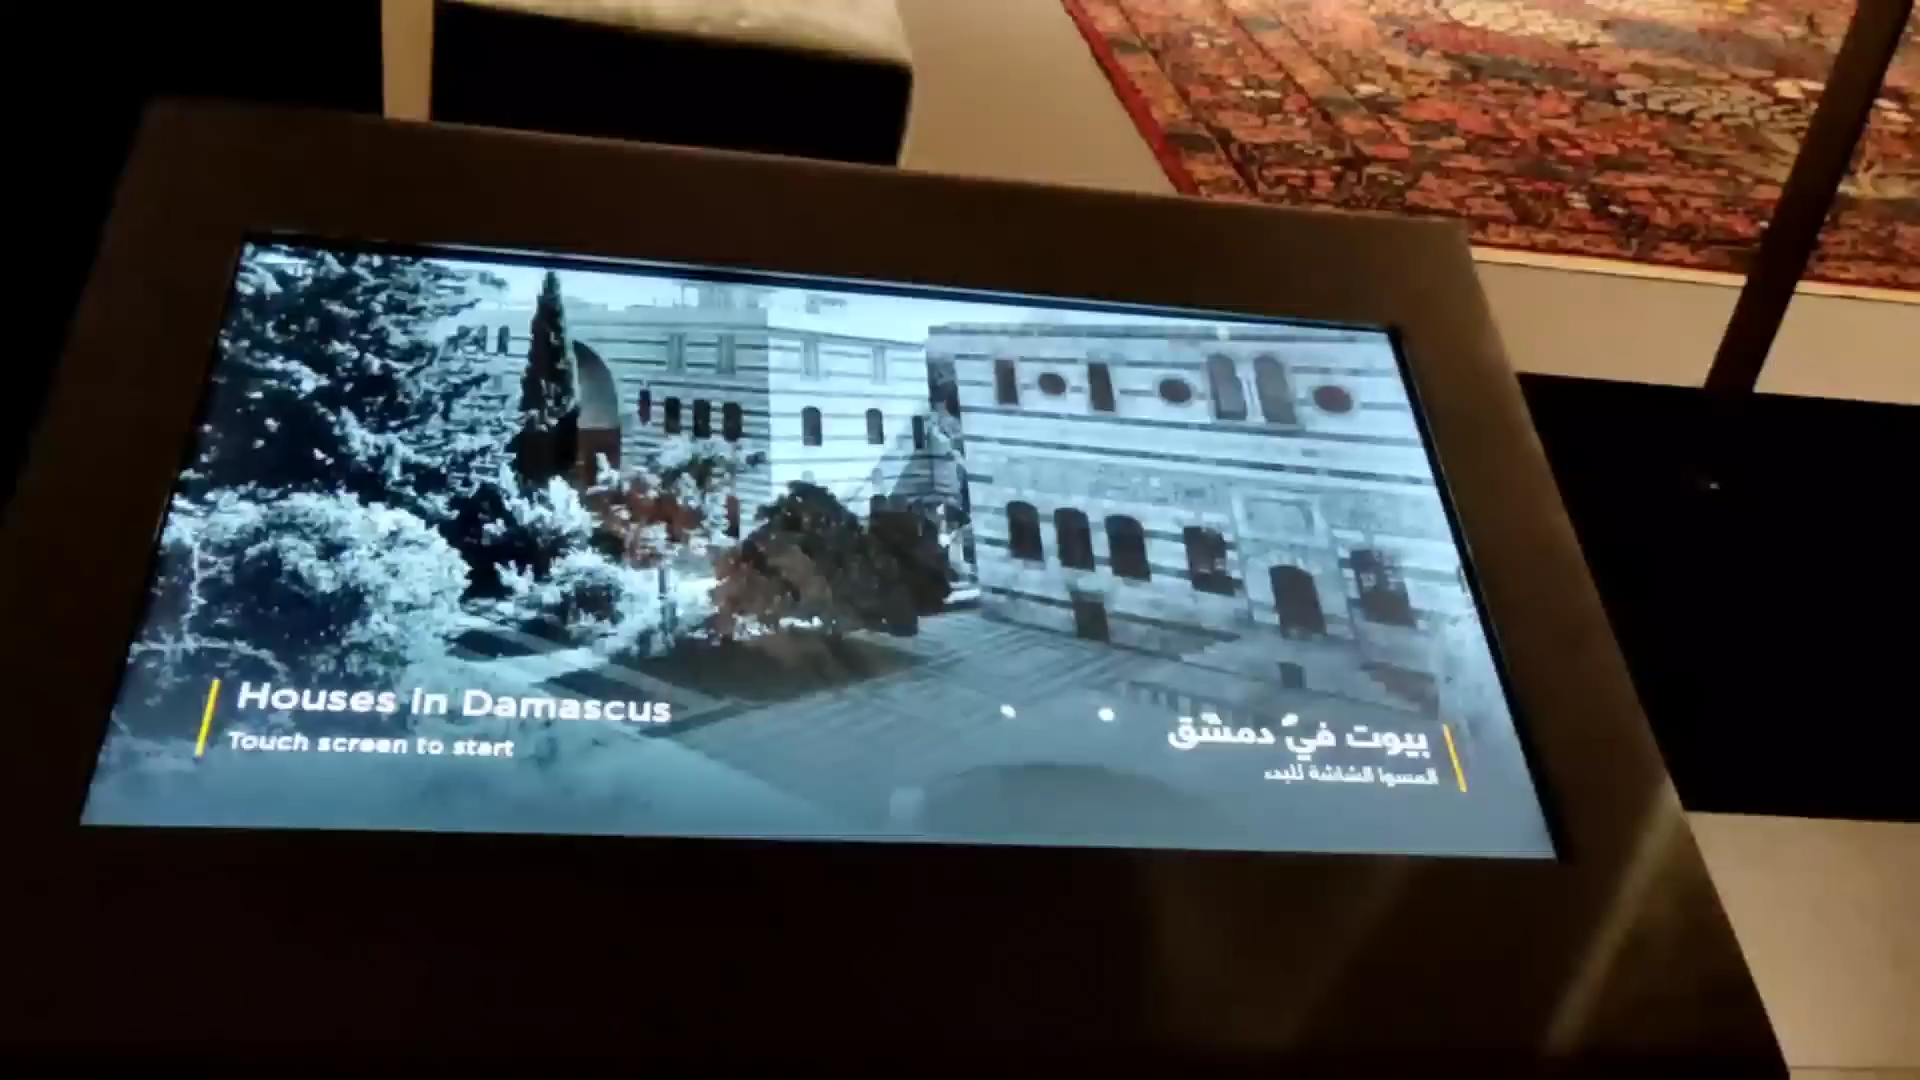 Houses in Damascus
Touch screen to start
بيوت في دمشق
المسوا الشاشة للبدء